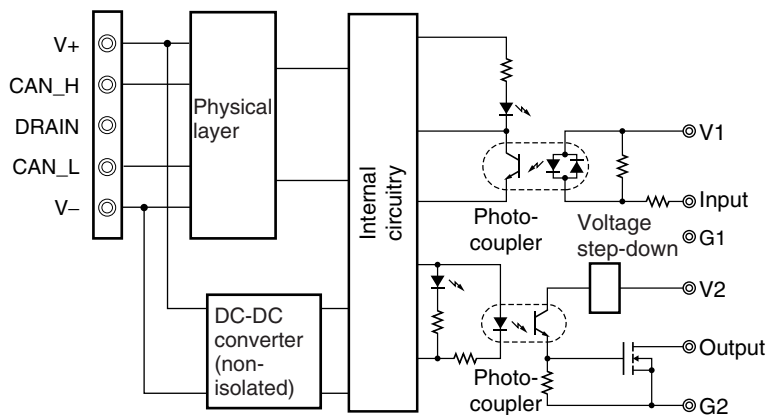 V+
CAN_H
DRAIN
CAN_L
V–
Physical
layer
DC-DC
converter
(non-
isolated)
Internal
circuitry
Photo-
coupler
Voltage
step-down
Photo-
coupler
V1
Input
G1
V2
Output
G2